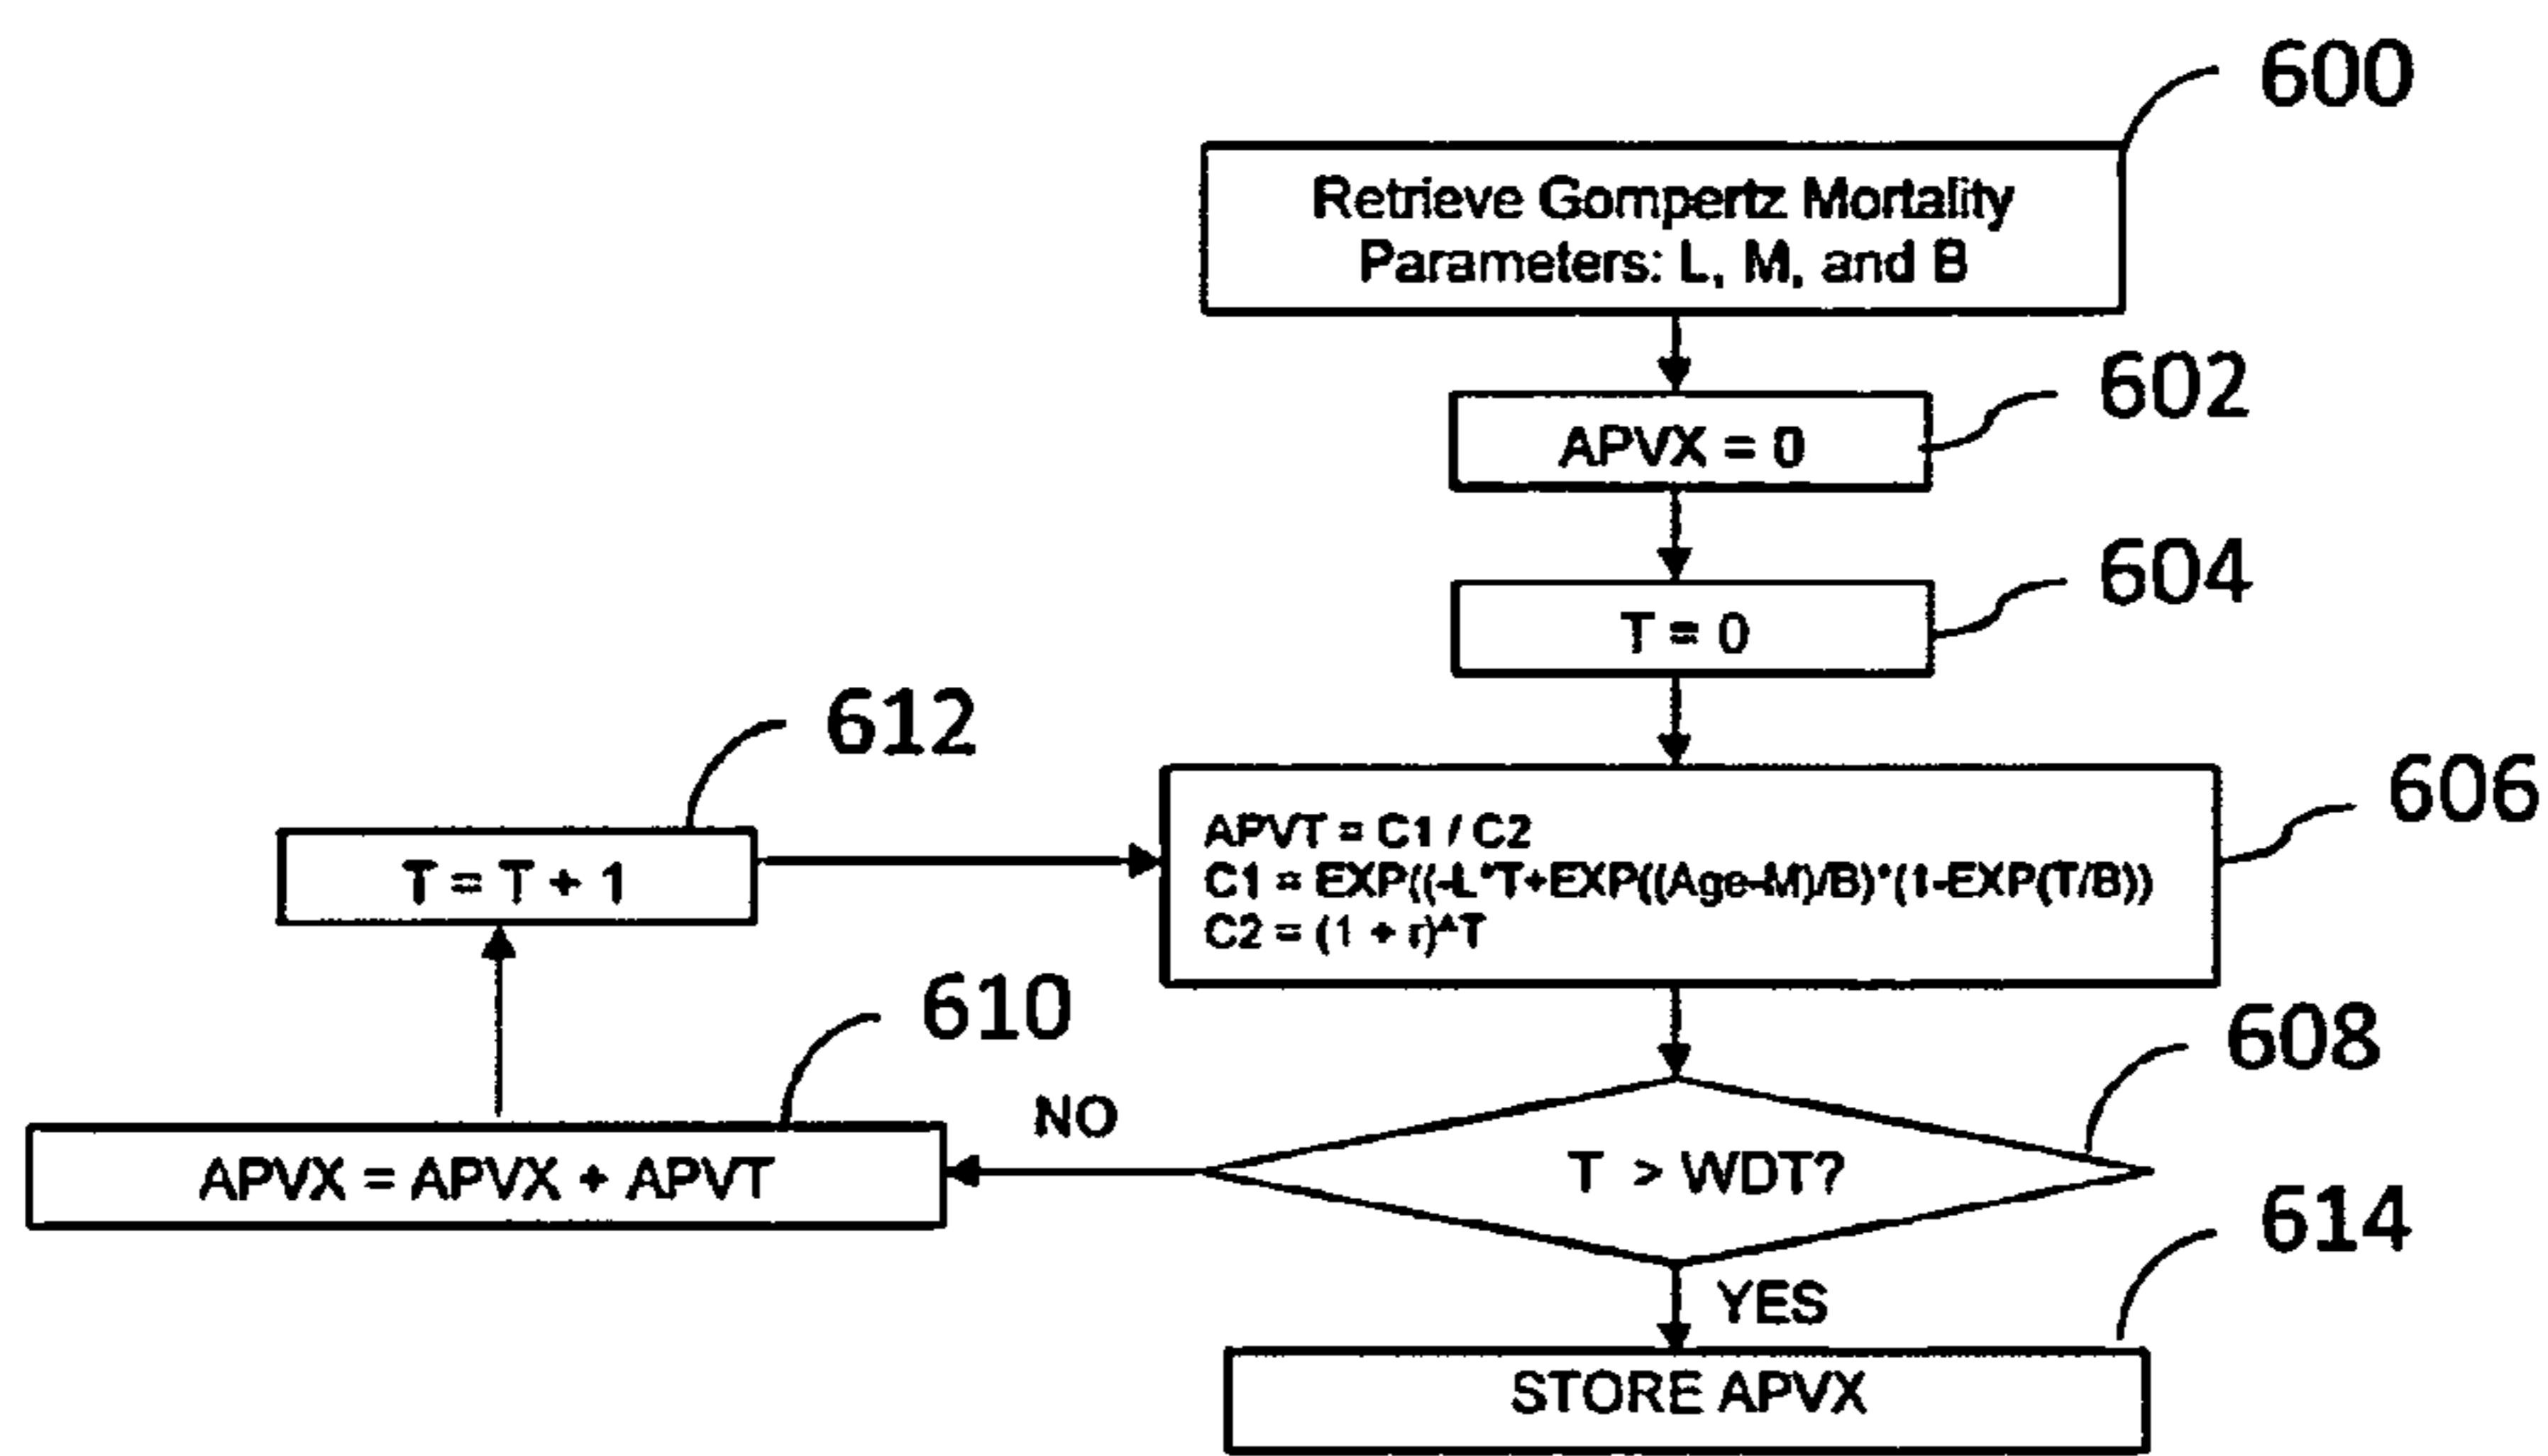 600
Retrieve Gompertz Mortality
Parameters: L, M, and B
602
APVX = 0
604
T = 0
612
T = T + 1
606
APVT = C1 / C2
C1 = EXP((-L*T+EXP((Age-M)/B)*(1-EXP(T/B))
C2 = (1 + r)^T
610
608
NO
APVX = APVX + APVT
T > WDT?
614
YES
STORE APVX